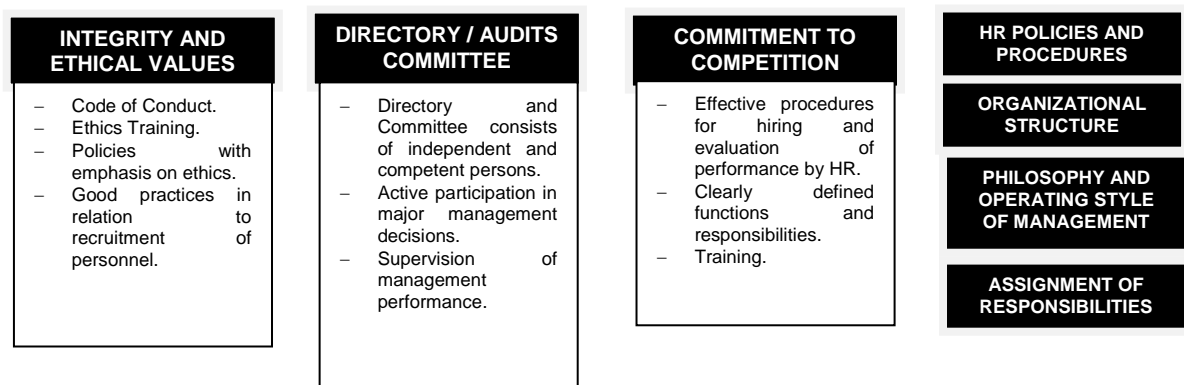 INTEGRITY AND
ETHICAL VALUES
– Code of Conduct.
– Ethics Training.
– Policies with
emphasis on ethics.
– Good practices in
relation to
recruitment of
personnel.
DIRECTORY / AUDITS
COMMITTEE
– Directory and
Committee consists
of independent and
competent persons.
– Active participation in
major management
decisions.
– Supervision of
management
performance.
COMMITMENT TO
COMPETITION
– Effective procedures
for hiring and
evaluation of
performance by HR.
– Clearly defined
functions and
responsibilities.
– Training.
HR POLICIES AND
PROCEDURES
ORGANIZATIONAL
STRUCTURE
PHILOSOPHY AND
OPERATING STYLE
OF MANAGEMENT
ASSIGNMENT OF
RESPONSIBILITIES